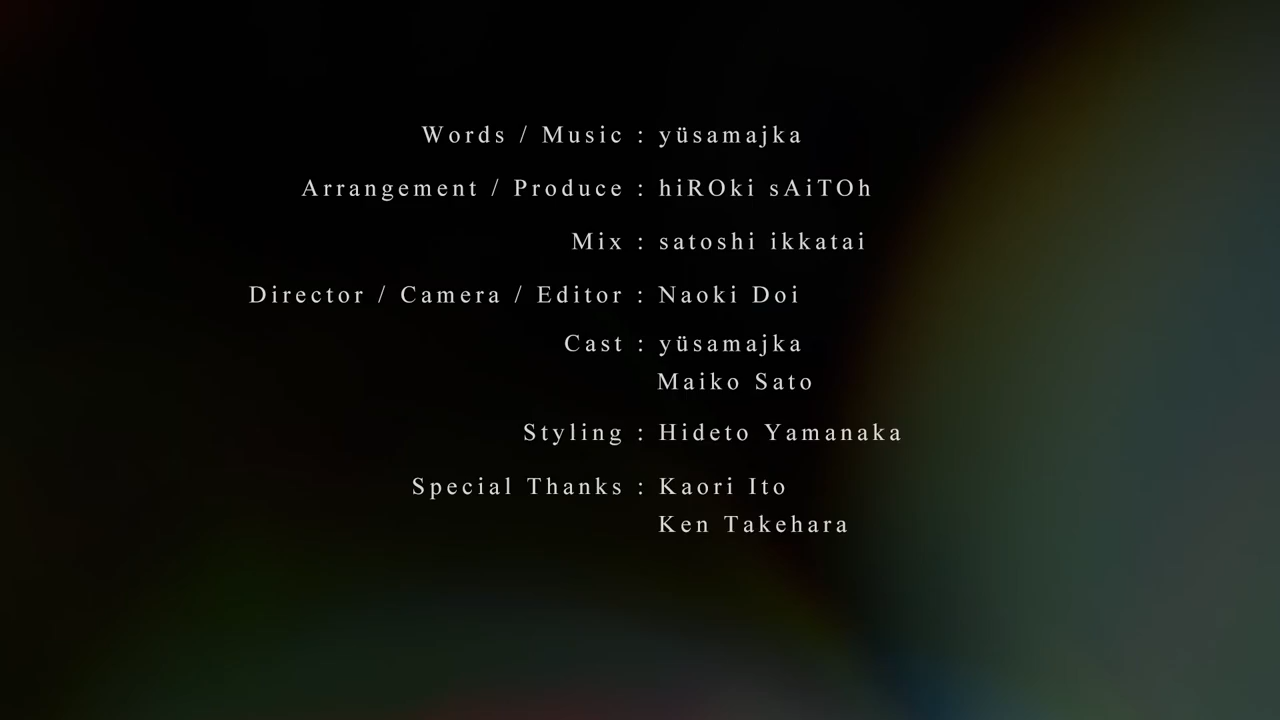 Words / Music : yüsamajka
Arrangement / Produce : hiROki sAiTOh
Mix : satoshi ikkatai
Director / Camera / Editor : Naoki Doi
Cast : yüsamajka
Maiko Sato
Styling : Hideto Yamanaka
Special Thanks : Kaori Ito
Ken Takehara